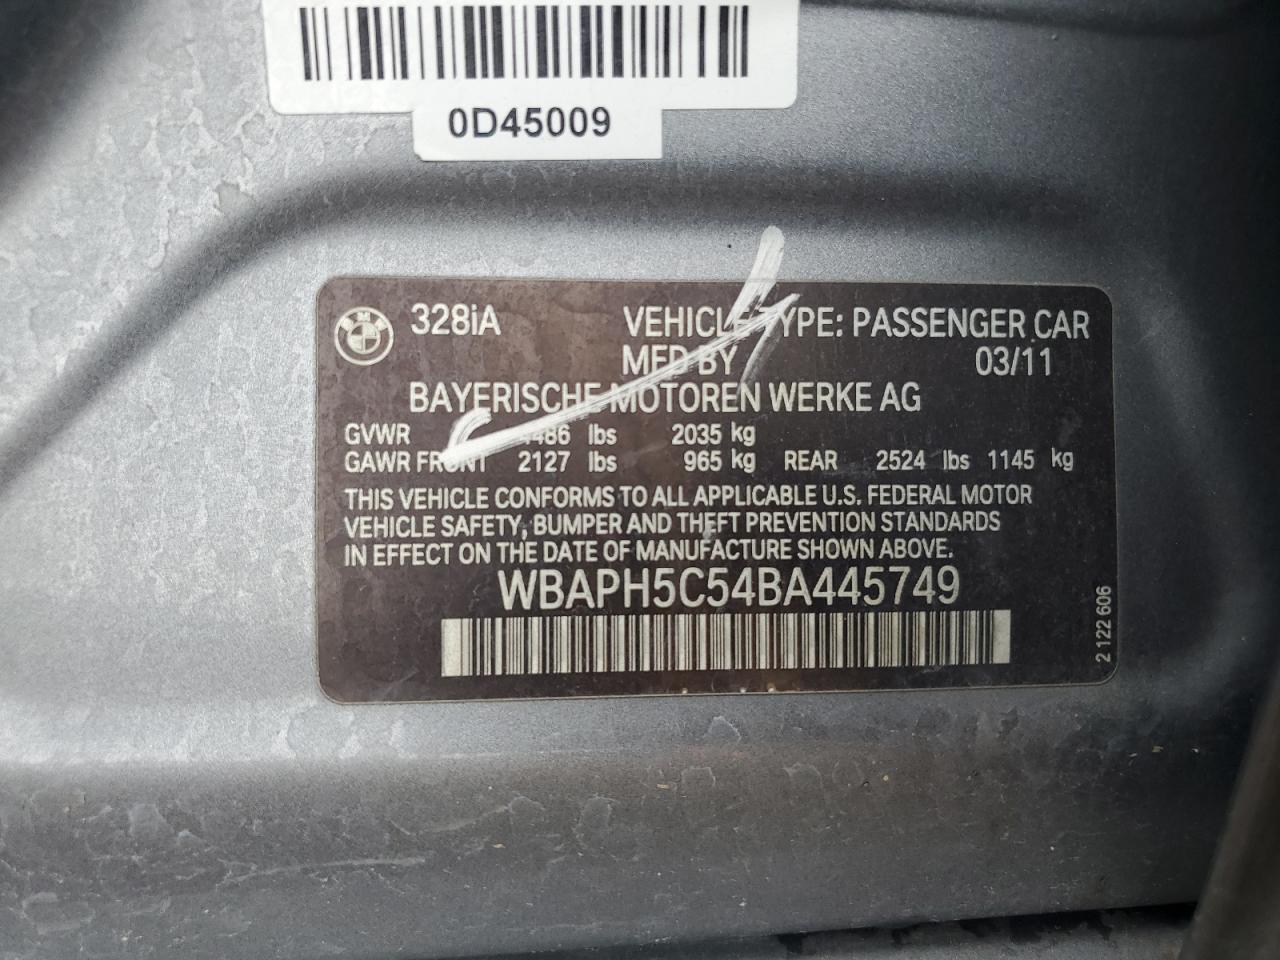 0D45009
BMW
328iA VEHICLE TYPE: PASSENGER CAR
MFD BY 03/11
BAYERISCHE MOTOREN WERKE AG
GVWR 4486 lbs 2035 kg
GAWR FRONT 2127 lbs 965 kg REAR 2524 lbs 1145 kg
THIS VEHICLE CONFORMS TO ALL APPLICABLE U.S. FEDERAL MOTOR
VEHICLE SAFETY, BUMPER AND THEFT PREVENTION STANDARDS
IN EFFECT ON THE DATE OF MANUFACTURE SHOWN ABOVE.
WBAPH5C54BA445749
2 122 606